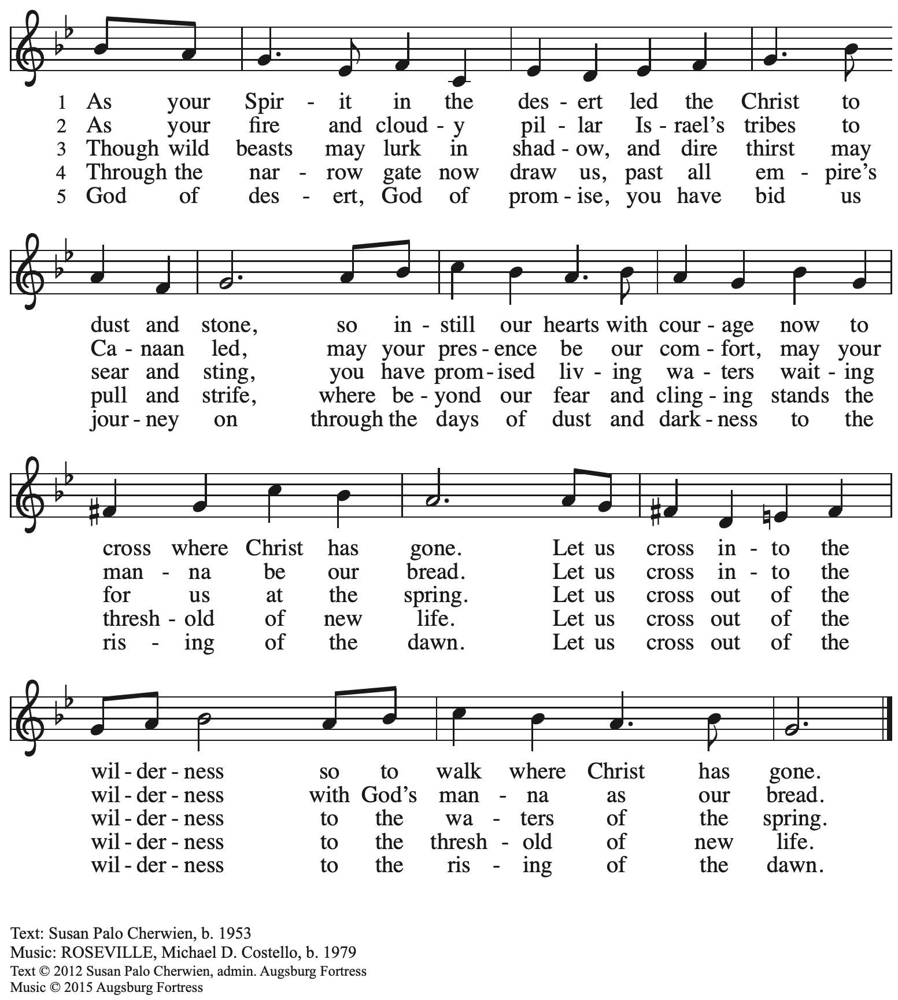 1 As your Spir - it in the des - ert led the Christ to
2 As your fire and cloud - y pil - lar Is - rael’s tribes to
3 Though wild beasts may lurk in shad - ow, and dire thirst may
4 Through the nar - row gate now draw us, past all em - pire’s
5 God of des - ert, God of prom - ise, you have bid us
dust and stone, so in - still our hearts with cour - age now to
Ca - naan led, may your pres - ence be our com - fort, may your
sear and sting, you have prom - ised liv - ing wa - ters wait - ing
pull and strife, where be - yond our fear and cling - ing stands the
jour - ney on through the days of dust and dark - ness to the
cross where Christ has gone. Let us cross in - to the
man - na be our bread. Let us cross in - to the
for us at the spring. Let us cross out of the
thresh - old of new life. Let us cross out of the
ris - ing of the dawn. Let us cross out of the
wil - der - ness so to walk where Christ has gone.
wil - der - ness with God’s man - na as our bread.
wil - der - ness to the wa - ters of the spring.
wil - der - ness to the thresh - old of new life.
wil - der - ness to the ris - ing of the dawn.
Text: Susan Palo Cherwien, b. 1953
Music: ROSEVILLE, Michael D. Costello, b. 1979
Text © 2012 Susan Palo Cherwien, admin. Augsburg Fortress
Music © 2015 Augsburg Fortress